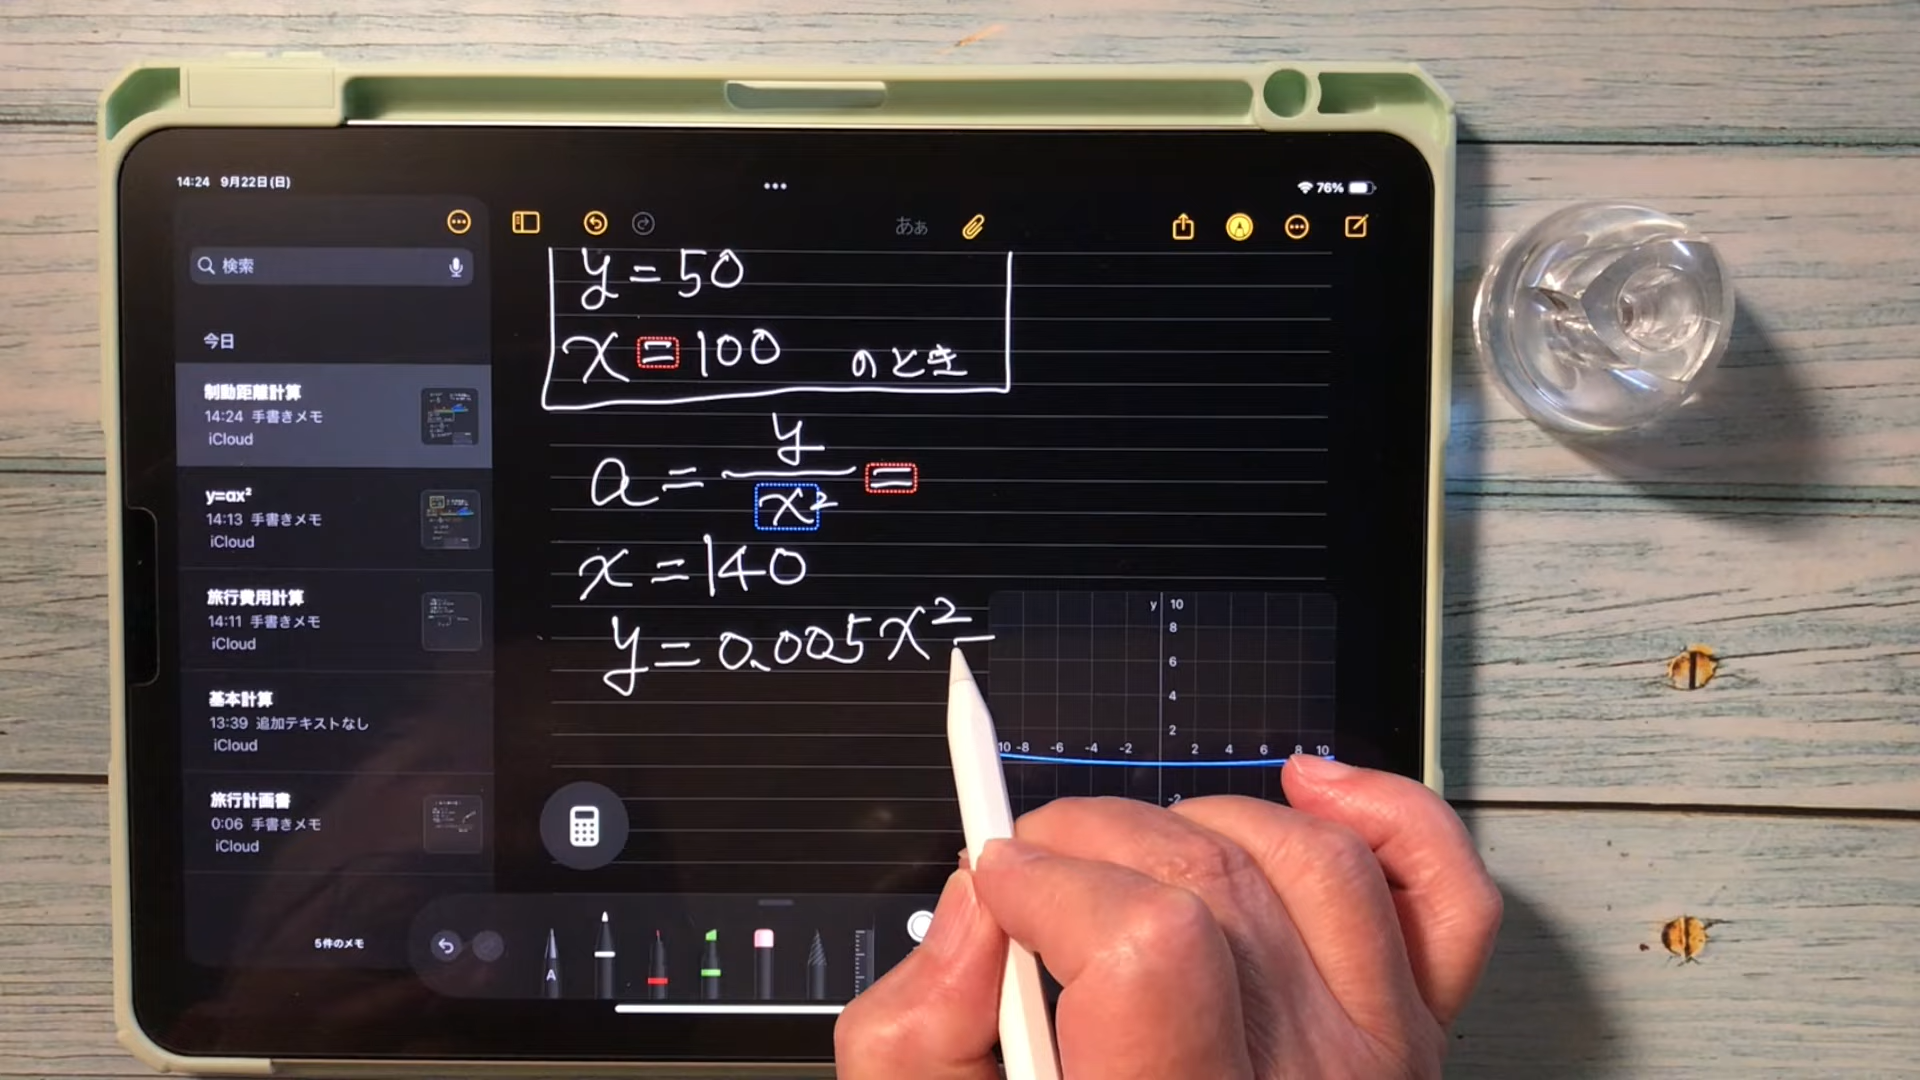 14:24 9月22日(日)
76%
あぁ
検索
今日
制動距離計算
14:24 手書きメモ
iCloud
y=ax²
14:13 手書きメモ
iCloud
旅行費用計算
14:11 手書きメモ
iCloud
基本計算
13:39 追加テキストなし
iCloud
旅行計画書
0:06 手書きメモ
iCloud
5件のメモ
y = 50
x = 100 のとき
a = y/x² =
x = 140
y = 0.005x²=
y 10
8
6
4
2
10 -8 -6 -4 -2 2 4 6 8 10
-2
A